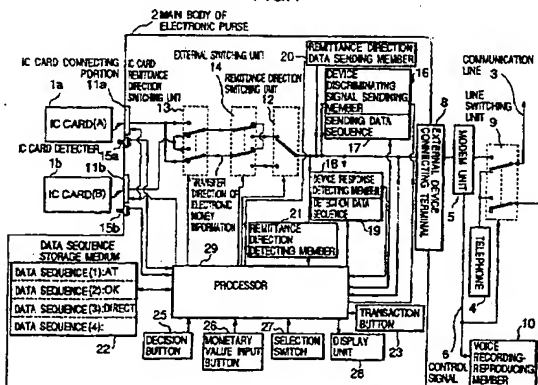 2 MAIN BODY OF
ELECTRONIC PURSE
IC CARD CONNECTING
PORTION
1a
11a
IC CARD(A)
IC CARD DETECTER
15a
1b
11b
IC CARD(B)
15b
IC CARD
REMITTANCE
DIRECTION
SWITCHING UNIT
13
EXTERNAL SWITCHING UNIT
14
REMITTANCE DIRECTION
SWITCHING UNIT
12
TRANSFER
DIRECTION OF
ELECTRONIC
MONEY
INFORMATION
20
REMITTANCE DIRECTION
DATA SENDING MEMBER
16
DEVICE
DISCRIMINATING
SIGNAL SENDINING
MEMBER
SENDING DATA
SEQUENCE
17
18
DEVICE RESPONSE
DETECTING MEMBER
DETECTION DATA
SEQUENCE
19
21
REMITTANCE
DIRECTION
DETECTING MEMBER
8
EXTERNAL DEVICE
CONNECTING TERMINAL
COMMUNICATION
LINE
3
LINE SWITCHING
UNIT
9
MODEM UNIT
5
TELEPHONE
4
6
CONTROL
SIGNAL
10
VOICE
RECORDING-
REPRODUCING
MEMBER
DATA SEQUENCE
STORAGE MEDIUM
DATA SEQUENCE(1):AT
DATA SEQUENCE(2):OK
DATA SEQUENCE(3):DIRECT
DATA SEQUENCE(4):
22
29
PROCESSOR
25
DECISION
BUTTON
26
MONETARY
VALUE INPUT
BUTTON
27
SELECTION
SWITCH
DISPLAY
UNIT
28
TRANSACTION
BUTTON
23